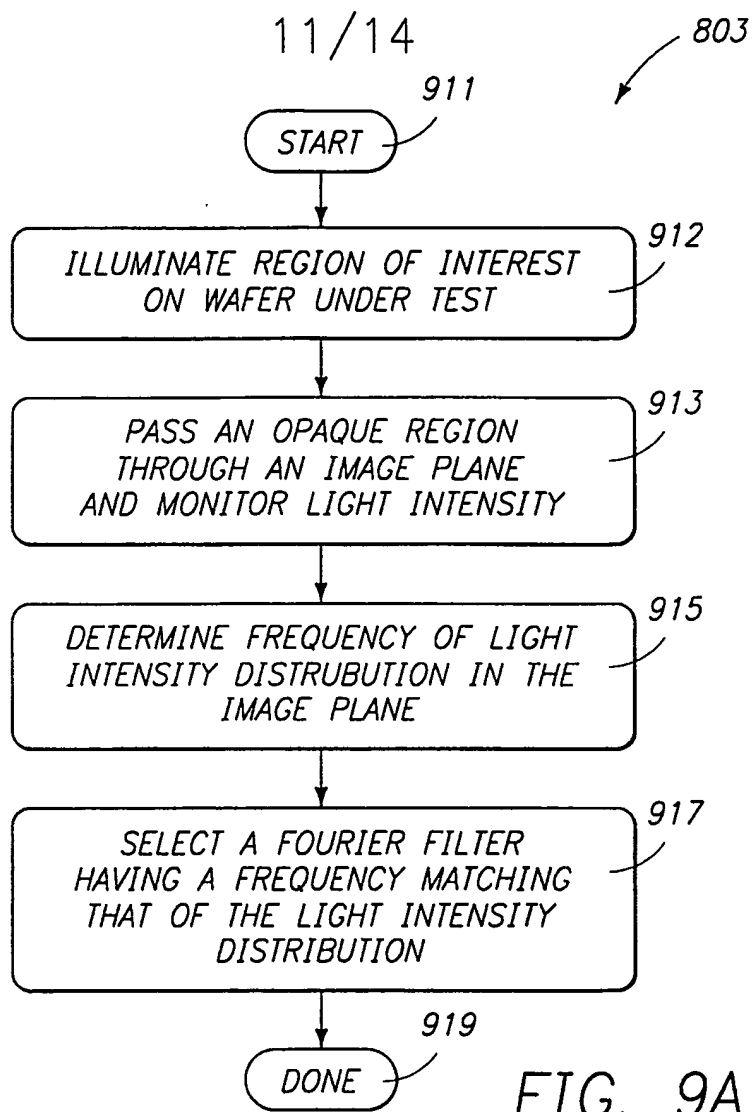 11/14
803
911
START
912
ILLUMINATE REGION OF INTEREST
ON WAFER UNDER TEST
913
PASS AN OPAQUE REGION
THROUGH AN IMAGE PLANE
AND MONITOR LIGHT INTENSITY
915
DETERMINE FREQUENCY OF LIGHT
INTENSITY DISTRUBUTION IN THE
IMAGE PLANE
917
SELECT A FOURIER FILTER
HAVING A FREQUENCY MATCHING
THAT OF THE LIGHT INTENSITY
DISTRIBUTION
919
DONE
FIG. 9A